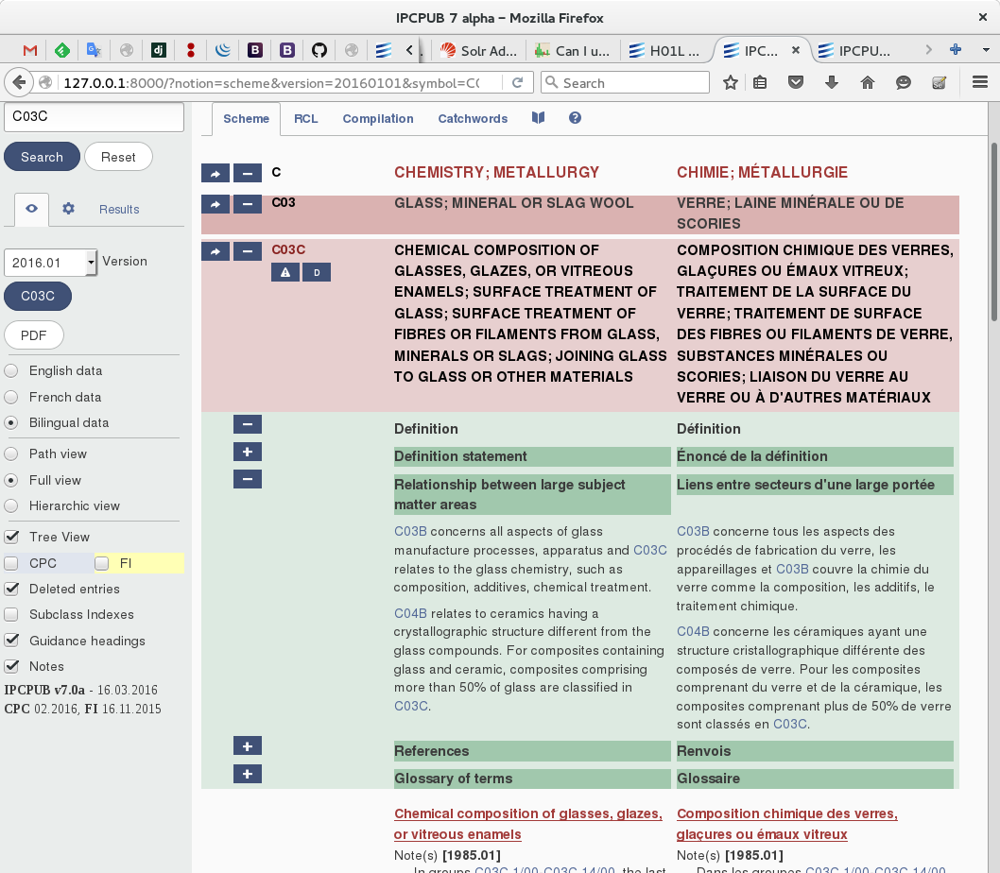 IPCPUB 7 alpha – Mozilla Firefox
Solr Ad...
Can I u...
H01L ...
IPC...
IPCPU...
127.0.0.1:8000/?notion=scheme&version=20160101&symbol=C0
Search
C03C
Search
Reset
Results
2016.01
Version
C03C
PDF
English data
French data
Bilingual data
Path view
Full view
Hierarchic view
Tree View
CPC
FI
Deleted entries
Subclass Indexes
Guidance headings
Notes
IPCPUB v7.0a - 16.03.2016
CPC 02.2016, FI 16.11.2015
Scheme
RCL
Compilation
Catchwords
C
CHEMISTRY; METALLURGY
CHIMIE; MÉTALLURGIE
C03
GLASS; MINERAL OR SLAG WOOL
VERRE; LAINE MINÉRALE OU DE
SCORIES
C03C
D
CHEMICAL COMPOSITION OF
GLASSES, GLAZES, OR VITREOUS
ENAMELS; SURFACE TREATMENT OF
GLASS; SURFACE TREATMENT OF
FIBRES OR FILAMENTS FROM GLASS,
MINERALS OR SLAGS; JOINING GLASS
TO GLASS OR OTHER MATERIALS
COMPOSITION CHIMIQUE DES VERRES,
GLAÇURES OU ÉMAUX VITREUX;
TRAITEMENT DE LA SURFACE DU
VERRE; TRAITEMENT DE SURFACE
DES FIBRES OU FILAMENTS DE VERRE,
SUBSTANCES MINÉRALES OU
SCORIES; LIAISON DU VERRE AU
VERRE OU À D'AUTRES MATÉRIAUX
Definition
Définition
Definition statement
Énoncé de la définition
Relationship between large subject
matter areas
Liens entre secteurs d'une large portée
C03B concerns all aspects of glass
manufacture processes, apparatus and C03C
relates to the glass chemistry, such as
composition, additives, chemical treatment.
C04B relates to ceramics having a
crystallographic structure different from the
glass compounds. For composites containing
glass and ceramic, composites comprising
more than 50% of glass are classified in
C03C.
C03B concerne tous les aspects des
procédés de fabrication du verre, les
appareillages et C03B couvre la chimie du
verre comme la composition, les additifs, le
traitement chimique.
C04B concerne les céramiques ayant une
structure cristallographique différente des
composés de verre. Pour les composites
comprenant du verre et de la céramique, les
composites comprenant plus de 50% de verre
sont classés en C03C.
References
Renvois
Glossary of terms
Glossaire
Chemical composition of glasses, glazes,
or vitreous enamels
Composition chimique des verres,
glaçures ou émaux vitreux
Note(s) [1985.01]
Note(s) [1985.01]
In groups C03C 1/00-C03C 14/00, the last
Dans les groupes C03C 1/00-C03C 14/00,